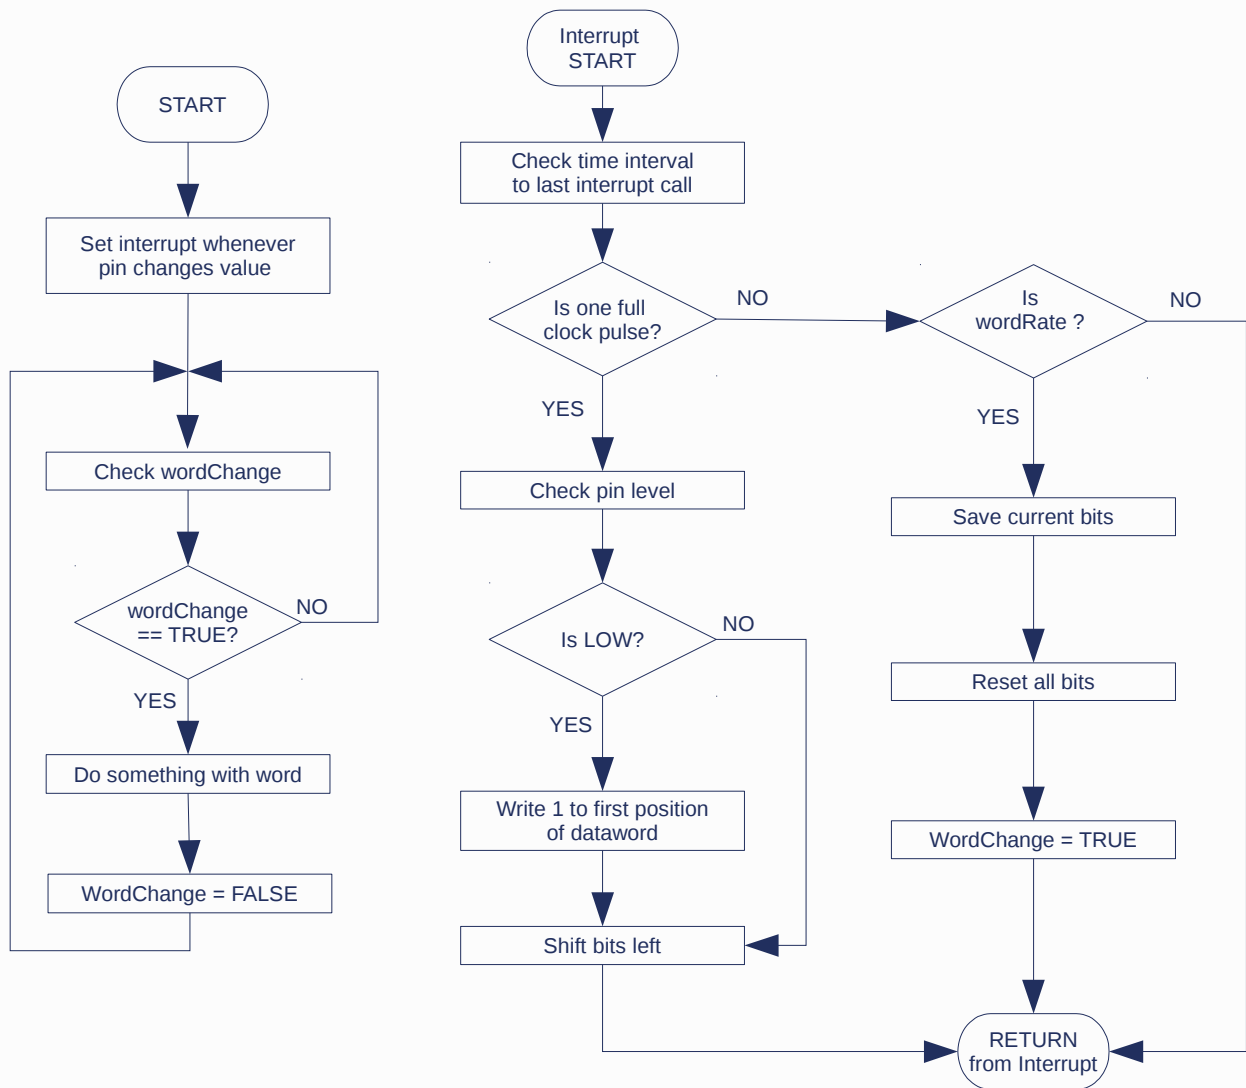 START
Set interrupt whenever
pin changes value
Check wordChange
wordChange
== TRUE?
NO
YES
Do something with word
WordChange = FALSE
Interrupt
START
Check time interval
to last interrupt call
Is one full
clock pulse?
NO
YES
Check pin level
Is LOW?
NO
YES
Write 1 to first position
of dataword
Shift bits left
Is
wordRate ?
NO
YES
Save current bits
Reset all bits
WordChange = TRUE
RETURN
from Interrupt